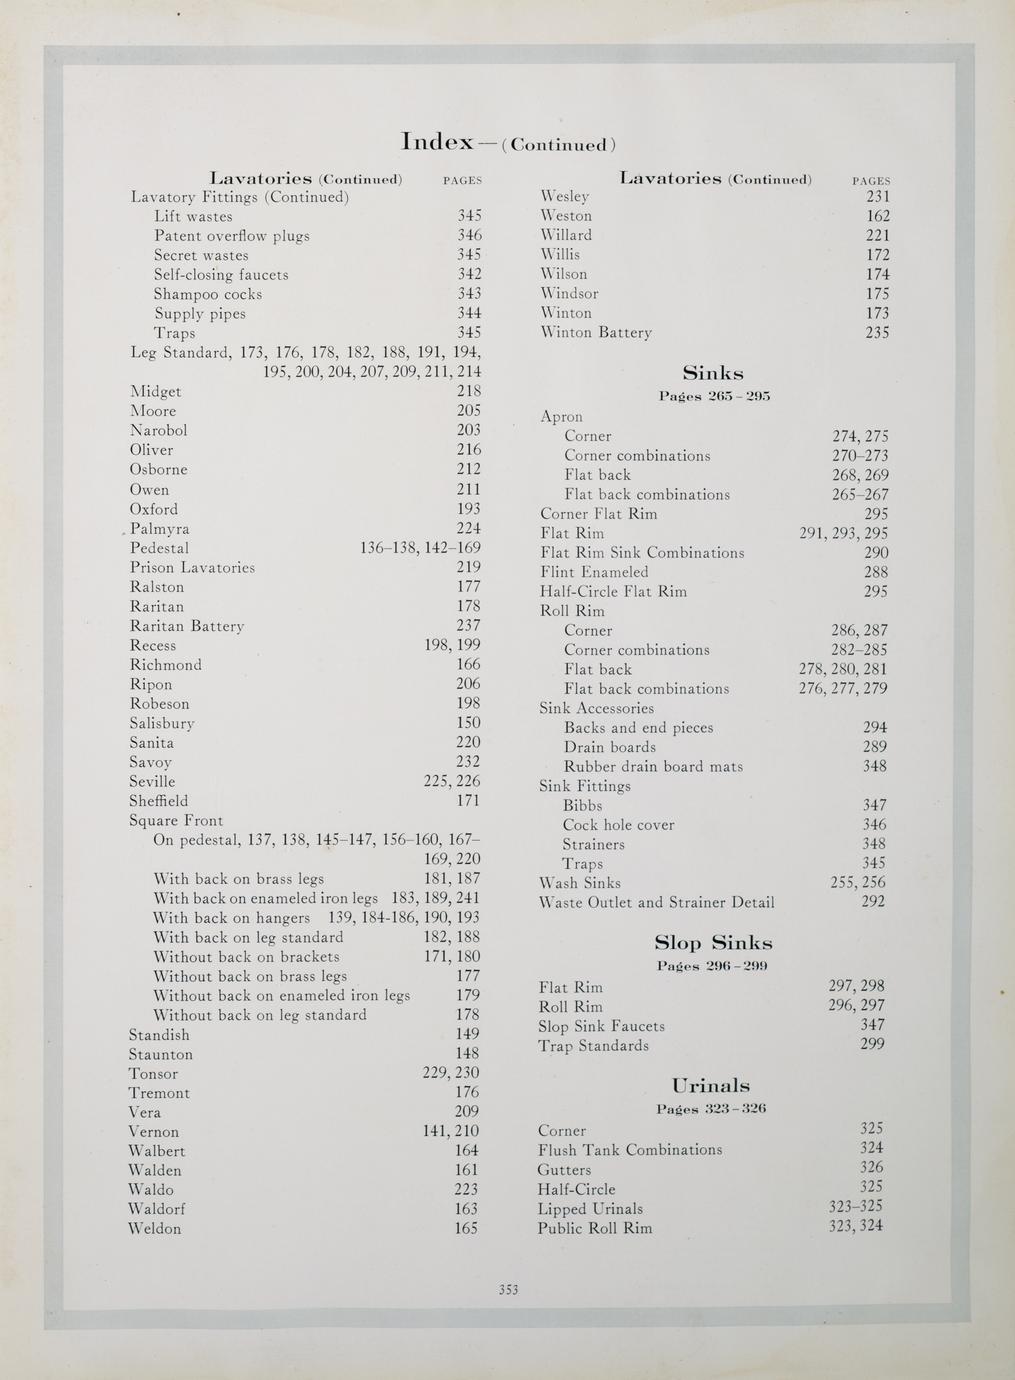 Index—(Continued)
Lavatories (Continued) PAGES
Lavatory Fittings (Continued)
Lift wastes 345
Patent overflow plugs 346
Secret wastes 345
Self-closing faucets 342
Shampoo cocks 343
Supply pipes 344
Traps 345
Leg Standard, 173, 176, 178, 182, 188, 191, 194,
195, 200, 204, 207, 209, 211, 214
Midget 218
Moore 205
Narobol 203
Oliver 216
Osborne 212
Owen 211
Oxford 193
Palmyra 224
Pedestal 136–138, 142–169
Prison Lavatories 219
Ralston 177
Raritan 178
Raritan Battery 237
Recess 198, 199
Richmond 166
Ripon 206
Robeson 198
Salisbury 150
Sanita 220
Savoy 232
Seville 225, 226
Sheffield 171
Square Front
On pedestal, 137, 138, 145–147, 156–160, 167–
169, 220
With back on brass legs 181, 187
With back on enameled iron legs 183, 189, 241
With back on hangers 139, 184-186, 190, 193
With back on leg standard 182, 188
Without back on brackets 171, 180
Without back on brass legs 177
Without back on enameled iron legs 179
Without back on leg standard 178
Standish 149
Staunton 148
Tonsor 229, 230
Tremont 176
Vera 209
Vernon 141, 210
Walbert 164
Walden 161
Waldo 223
Waldorf 163
Weldon 165
Lavatories (Continued) PAGES
Wesley 231
Weston 162
Willard 221
Willis 172
Wilson 174
Windsor 175
Winton 173
Winton Battery 235
Sinks
Pages 265–295
Apron
Corner 274, 275
Corner combinations 270–273
Flat back 268, 269
Flat back combinations 265–267
Corner Flat Rim 295
Flat Rim 291, 293, 295
Flat Rim Sink Combinations 290
Flint Enameled 288
Half-Circle Flat Rim 295
Roll Rim
Corner 286, 287
Corner combinations 282–285
Flat back 278, 280, 281
Flat back combinations 276, 277, 279
Sink Accessories
Backs and end pieces 294
Drain boards 289
Rubber drain board mats 348
Sink Fittings
Bibbs 347
Cock hole cover 346
Strainers 348
Traps 345
Wash Sinks 255, 256
Waste Outlet and Strainer Detail 292
Slop Sinks
Pages 296–299
Flat Rim 297, 298
Roll Rim 296, 297
Slop Sink Faucets 347
Trap Standards 299
Urinals
Pages 323–326
Corner 325
Flush Tank Combinations 324
Gutters 326
Half-Circle 325
Lipped Urinals 323–325
Public Roll Rim 323, 324
353